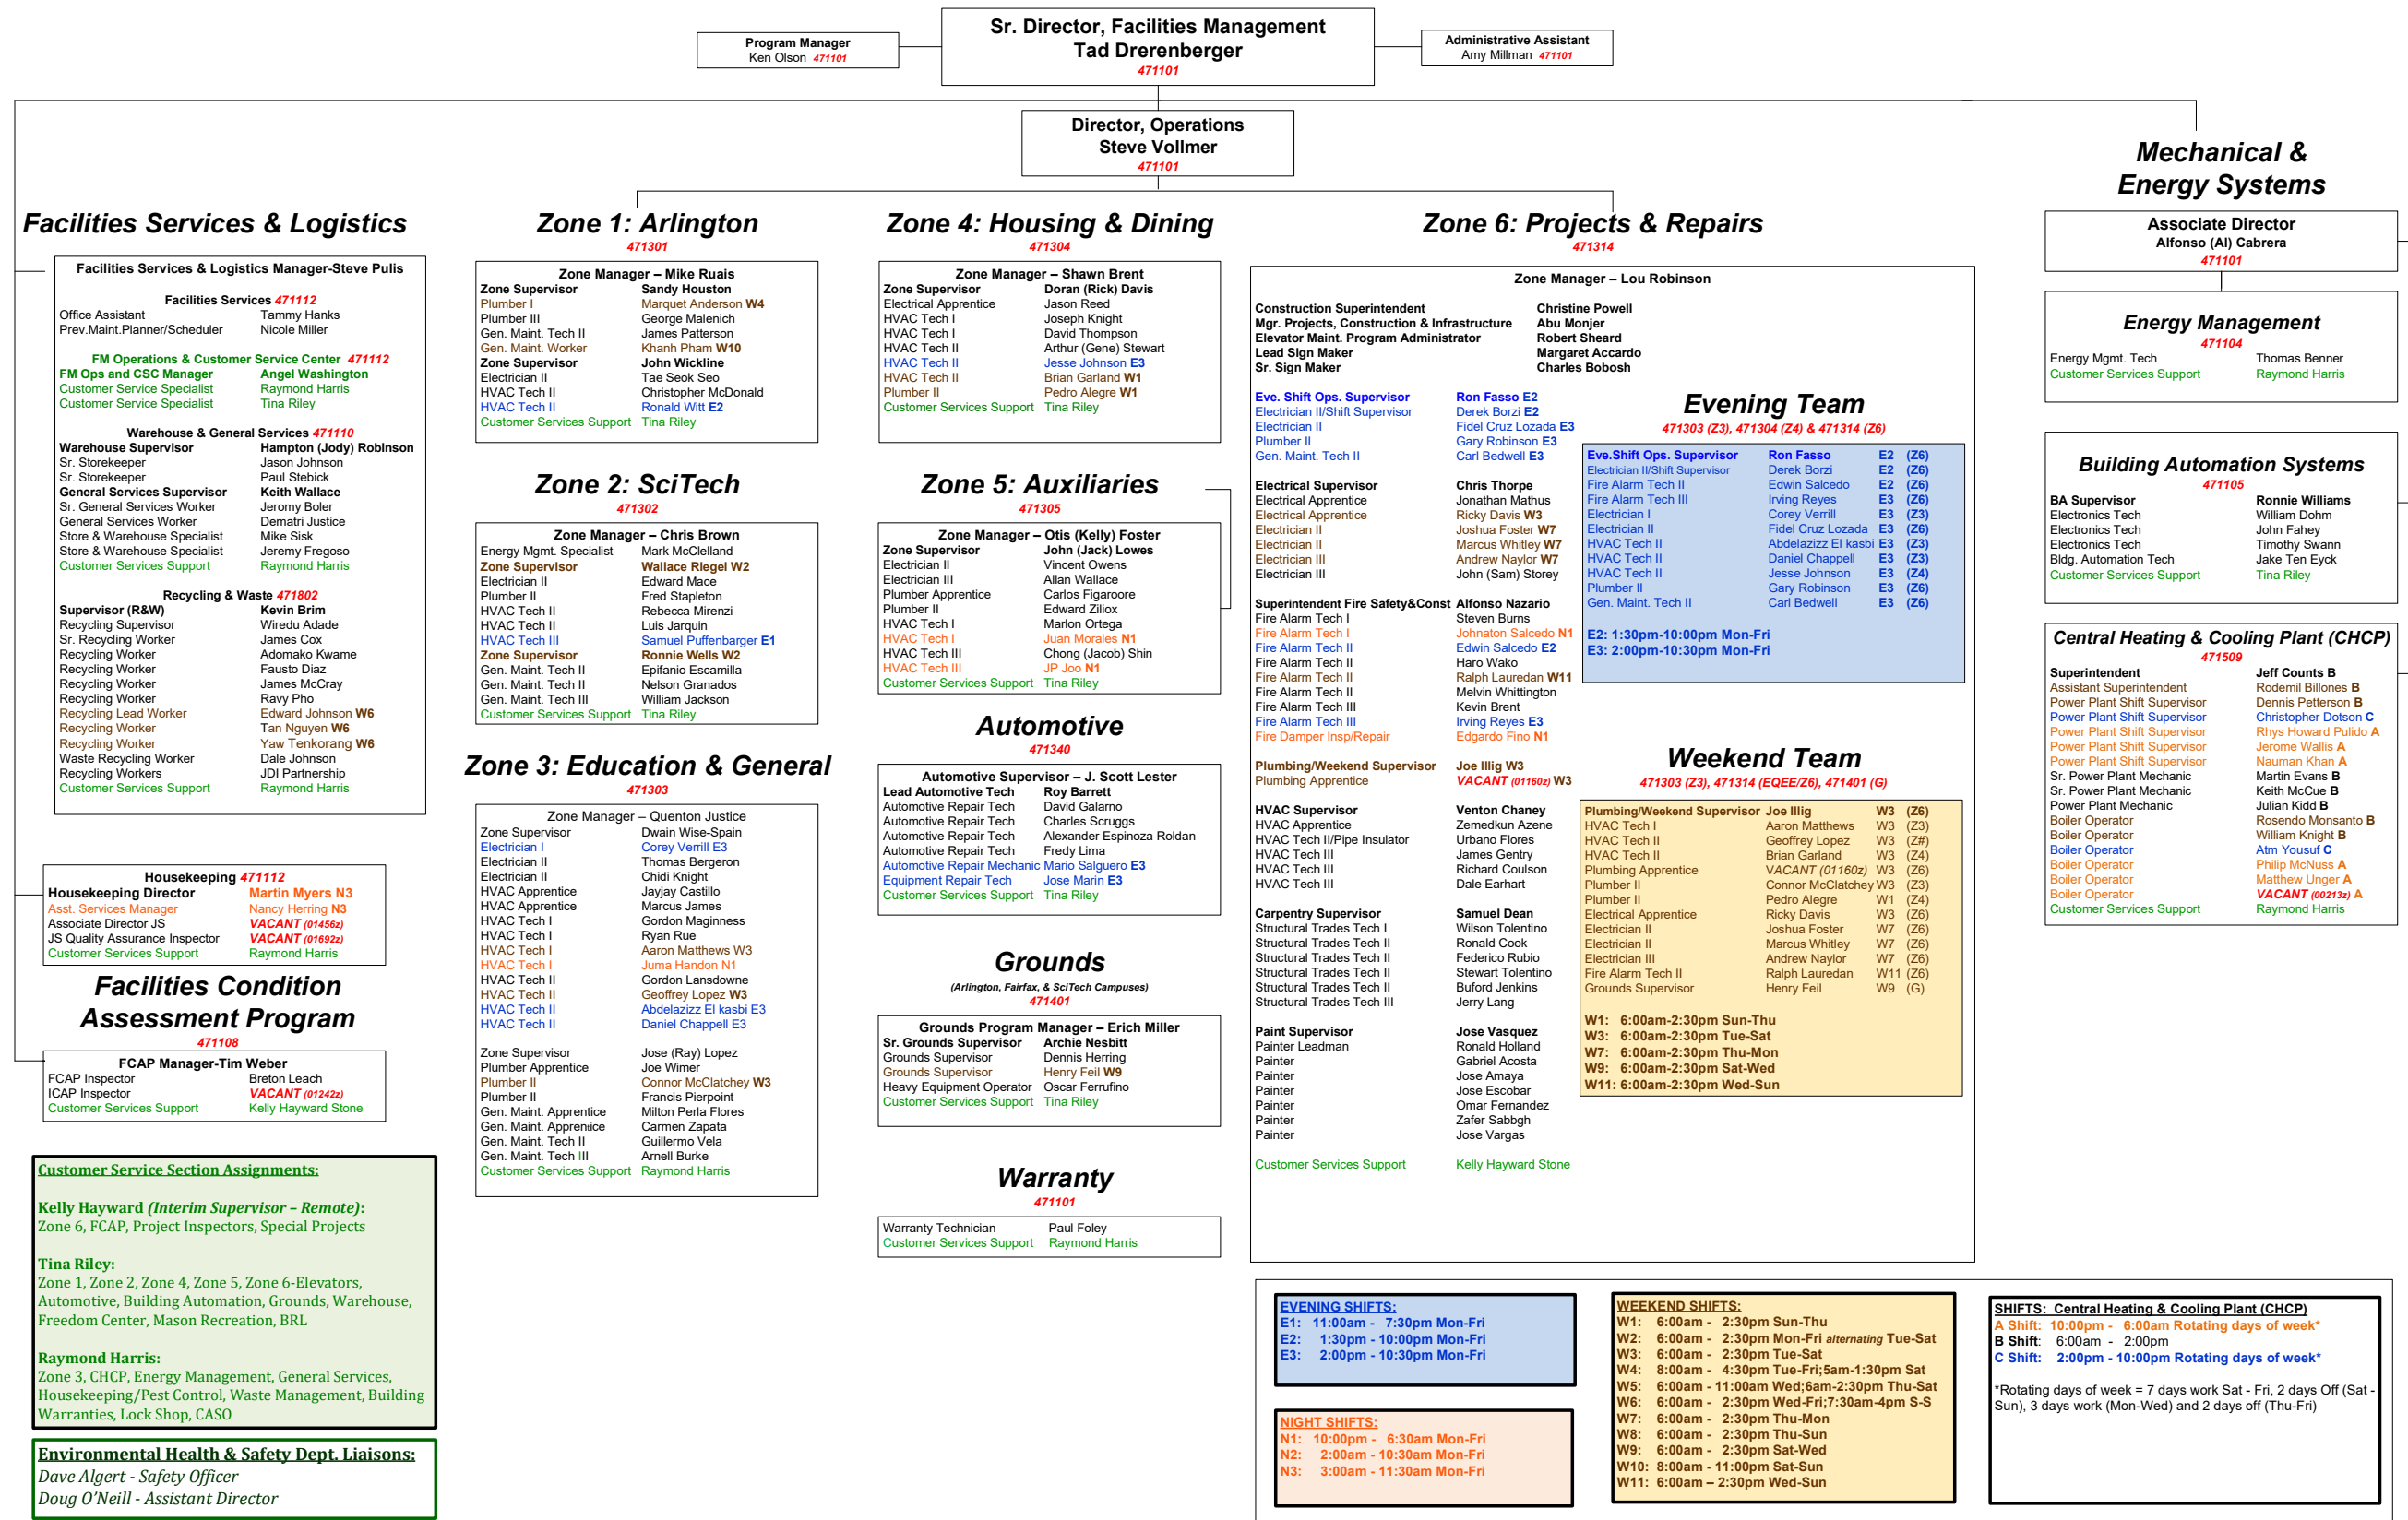 Sr. Director, Facilities Management
Tad Drerenberger
471101
Program Manager
Ken Olson 471101
Administrative Assistant
Amy Millman 471101
Director, Operations
Steve Vollmer
471101
Facilities Services & Logistics
Facilities Services & Logistics Manager-Steve Pulis
Facilities Services 471112
Office Assistant Tammy Hanks
Prev.Maint.Planner/Scheduler Nicole Miller
FM Operations & Customer Service Center 471112
FM Ops and CSC Manager Angel Washington
Customer Service Specialist Raymond Harris
Customer Service Specialist Tina Riley
Warehouse & General Services 471110
Warehouse Supervisor Hampton (Jody) Robinson
Sr. Storekeeper Jason Johnson
Sr. Storekeeper Paul Stebick
General Services Supervisor Keith Wallace
Sr. General Services Worker Jeromy Boler
General Services Worker Dematri Justice
Store & Warehouse Specialist Mike Sisk
Store & Warehouse Specialist Jeremy Fregoso
Customer Services Support Raymond Harris
Recycling & Waste 471802
Supervisor (R&W) Kevin Brim
Recycling Supervisor Wiredu Adade
Sr. Recycling Worker James Cox
Recycling Worker Adomako Kwame
Recycling Worker Fausto Diaz
Recycling Worker James McCray
Recycling Worker Ravy Pho
Recycling Lead Worker Edward Johnson W6
Recycling Worker Tan Nguyen W6
Recycling Worker Yaw Tenkorang W6
Waste Recycling Worker Dale Johnson
Recycling Workers JDI Partnership
Customer Services Support Raymond Harris
Housekeeping 471112
Housekeeping Director Martin Myers N3
Asst. Services Manager Nancy Herring N3
Associate Director JS VACANT (01456z)
JS Quality Assurance Inspector VACANT (01692z)
Customer Services Support Raymond Harris
Facilities Condition
Assessment Program
471108
FCAP Manager-Tim Weber
FCAP Inspector Breton Leach
ICAP Inspector VACANT (01242z)
Customer Services Support Kelly Hayward Stone
Customer Service Section Assignments:
Kelly Hayward (Interim Supervisor – Remote):
Zone 6, FCAP, Project Inspectors, Special Projects
Tina Riley:
Zone 1, Zone 2, Zone 4, Zone 5, Zone 6-Elevators,
Automotive, Building Automation, Grounds, Warehouse,
Freedom Center, Mason Recreation, BRL
Raymond Harris:
Zone 3, CHCP, Energy Management, General Services,
Housekeeping/Pest Control, Waste Management, Building
Warranties, Lock Shop, CASO
Environmental Health & Safety Dept. Liaisons:
Dave Algert - Safety Officer
Doug O'Neill - Assistant Director
Zone 1: Arlington
471301
Zone Manager – Mike Ruais
Zone Supervisor Sandy Houston
Plumber I Marquet Anderson W4
Plumber III George Malenich
Gen. Maint. Tech II James Patterson
Gen. Maint. Worker Khanh Pham W10
Zone Supervisor John Wickline
Electrician II Tae Seok Seo
HVAC Tech II Christopher McDonald
HVAC Tech II Ronald Witt E2
Customer Services Support Tina Riley
Zone 2: SciTech
471302
Zone Manager – Chris Brown
Energy Mgmt. Specialist Mark McClelland
Zone Supervisor Wallace Riegel W2
Electrician II Edward Mace
Plumber II Fred Stapleton
HVAC Tech II Rebecca Mirenzi
HVAC Tech II Luis Jarquin
HVAC Tech III Samuel Puffenbarger E1
Zone Supervisor Ronnie Wells W2
Gen. Maint. Tech II Epifanio Escamilla
Gen. Maint. Tech II Nelson Granados
Gen. Maint. Tech III William Jackson
Customer Services Support Tina Riley
Zone 3: Education & General
471303
Zone Manager – Quenton Justice
Zone Supervisor Dwain Wise-Spain
Electrician I Corey Verrill E3
Electrician II Thomas Bergeron
Electrician II Chidi Knight
HVAC Apprentice Jayjay Castillo
HVAC Apprentice Marcus James
HVAC Tech I Gordon Maginness
HVAC Tech I Ryan Rue
HVAC Tech I Aaron Matthews W3
HVAC Tech I Juma Handon N1
HVAC Tech II Gordon Lansdowne
HVAC Tech II Geoffrey Lopez W3
HVAC Tech II Abdelazizz El kasbi E3
HVAC Tech II Daniel Chappell E3
Zone Supervisor Jose (Ray) Lopez
Plumber Apprentice Joe Wimer
Plumber II Connor McClatchey W3
Plumber II Francis Pierpoint
Gen. Maint. Apprentice Milton Perla Flores
Gen. Maint. Apprenice Carmen Zapata
Gen. Maint. Tech II Guillermo Vela
Gen. Maint. Tech III Arnell Burke
Customer Services Support Raymond Harris
Zone 4: Housing & Dining
471304
Zone Manager – Shawn Brent
Zone Supervisor Doran (Rick) Davis
Electrical Apprentice Jason Reed
HVAC Tech I Joseph Knight
HVAC Tech I David Thompson
HVAC Tech II Arthur (Gene) Stewart
HVAC Tech II Jesse Johnson E3
HVAC Tech II Brian Garland W1
Plumber II Pedro Alegre W1
Customer Services Support Tina Riley
Zone 5: Auxiliaries
471305
Zone Manager – Otis (Kelly) Foster
Zone Supervisor John (Jack) Lowes
Electrician II Vincent Owens
Electrician III Allan Wallace
Plumber Apprentice Carlos Figaroore
Plumber II Edward Ziliox
HVAC Tech I Marlon Ortega
HVAC Tech I Juan Morales N1
HVAC Tech III Chong (Jacob) Shin
HVAC Tech III JP Joo N1
Customer Services Support Tina Riley
Automotive
471340
Automotive Supervisor – J. Scott Lester
Lead Automotive Tech Roy Barrett
Automotive Repair Tech David Galarno
Automotive Repair Tech Charles Scruggs
Automotive Repair Tech Alexander Espinoza Roldan
Automotive Repair Tech Fredy Lima
Automotive Repair Mechanic Mario Salguero E3
Equipment Repair Tech Jose Marin E3
Customer Services Support Tina Riley
Grounds
(Arlington, Fairfax, & SciTech Campuses)
471401
Grounds Program Manager – Erich Miller
Sr. Grounds Supervisor Archie Nesbitt
Grounds Supervisor Dennis Herring
Grounds Supervisor Henry Feil W9
Heavy Equipment Operator Oscar Ferrufino
Customer Services Support Tina Riley
Warranty
471101
Warranty Technician Paul Foley
Customer Services Support Raymond Harris
Zone 6: Projects & Repairs
471314
Zone Manager – Lou Robinson
Construction Superintendent Christine Powell
Mgr. Projects, Construction & Infrastructure Abu Monjer
Elevator Maint. Program Administrator Robert Sheard
Lead Sign Maker Margaret Accardo
Sr. Sign Maker Charles Bobosh
Eve. Shift Ops. Supervisor Ron Fasso E2
Electrician II/Shift Supervisor Derek Borzi E2
Electrician II Fidel Cruz Lozada E3
Plumber II Gary Robinson E3
Gen. Maint. Tech II Carl Bedwell E3
Electrical Supervisor Chris Thorpe
Electrical Apprentice Jonathan Mathus
Electrical Apprentice Ricky Davis W3
Electrician II Joshua Foster W7
Electrician II Marcus Whitley W7
Electrician III Andrew Naylor W7
Electrician III John (Sam) Storey
Superintendent Fire Safety&Const Alfonso Nazario
Fire Alarm Tech I Steven Burns
Fire Alarm Tech I Johnaton Salcedo N1
Fire Alarm Tech II Edwin Salcedo E2
Fire Alarm Tech II Haro Wako
Fire Alarm Tech II Ralph Lauredan W11
Fire Alarm Tech II Melvin Whittington
Fire Alarm Tech III Kevin Brent
Fire Alarm Tech III Irving Reyes E3
Fire Damper Insp/Repair Edgardo Fino N1
Plumbing/Weekend Supervisor Joe Illig W3
Plumbing Apprentice VACANT (01160z) W3
HVAC Supervisor Venton Chaney
HVAC Apprentice Zemedkun Azene
HVAC Tech II/Pipe Insulator Urbano Flores
HVAC Tech III James Gentry
HVAC Tech III Richard Coulson
HVAC Tech III Dale Earhart
Carpentry Supervisor Samuel Dean
Structural Trades Tech I Wilson Tolentino
Structural Trades Tech II Ronald Cook
Structural Trades Tech II Federico Rubio
Structural Trades Tech II Stewart Tolentino
Structural Trades Tech II Buford Jenkins
Structural Trades Tech III Jerry Lang
Paint Supervisor Jose Vasquez
Painter Leadman Ronald Holland
Painter Gabriel Acosta
Painter Jose Amaya
Painter Jose Escobar
Painter Omar Fernandez
Painter Zafer Sabbgh
Painter Jose Vargas
Customer Services Support Kelly Hayward Stone
Evening Team
471303 (Z3), 471304 (Z4) & 471314 (Z6)
Eve.Shift Ops. Supervisor Ron Fasso E2 (Z6)
Electrician II/Shift Supervisor Derek Borzi E2 (Z6)
Fire Alarm Tech II Edwin Salcedo E2 (Z6)
Fire Alarm Tech III Irving Reyes E3 (Z6)
Electrician I Corey Verrill E3 (Z3)
Electrician II Fidel Cruz Lozada E3 (Z6)
HVAC Tech II Abdelazizz El kasbi E3 (Z3)
HVAC Tech II Daniel Chappell E3 (Z3)
HVAC Tech II Jesse Johnson E3 (Z4)
Plumber II Gary Robinson E3 (Z6)
Gen. Maint. Tech II Carl Bedwell E3 (Z6)
E2: 1:30pm-10:00pm Mon-Fri
E3: 2:00pm-10:30pm Mon-Fri
Weekend Team
471303 (Z3), 471314 (EQEE/Z6), 471401 (G)
Plumbing/Weekend Supervisor Joe Illig W3 (Z6)
HVAC Tech I Aaron Matthews W3 (Z3)
HVAC Tech II Geoffrey Lopez W3 (Z#)
HVAC Tech II Brian Garland W3 (Z4)
Plumbing Apprentice VACANT (01160z) W3 (Z6)
Plumber II Connor McClatchey W3 (Z3)
Plumber II Pedro Alegre W1 (Z4)
Electrical Apprentice Ricky Davis W3 (Z6)
Electrician II Joshua Foster W7 (Z6)
Electrician II Marcus Whitley W7 (Z6)
Electrician III Andrew Naylor W7 (Z6)
Fire Alarm Tech II Ralph Lauredan W11 (Z6)
Grounds Supervisor Henry Feil W9 (G)
W1: 6:00am-2:30pm Sun-Thu
W3: 6:00am-2:30pm Tue-Sat
W7: 6:00am-2:30pm Thu-Mon
W9: 6:00am-2:30pm Sat-Wed
W11: 6:00am-2:30pm Wed-Sun
Mechanical &
Energy Systems
Associate Director
Alfonso (Al) Cabrera
471101
Energy Management
471104
Energy Mgmt. Tech Thomas Benner
Customer Services Support Raymond Harris
Building Automation Systems
471105
BA Supervisor Ronnie Williams
Electronics Tech William Dohm
Electronics Tech John Fahey
Electronics Tech Timothy Swann
Bldg. Automation Tech Jake Ten Eyck
Customer Services Support Tina Riley
Central Heating & Cooling Plant (CHCP)
471509
Superintendent Jeff Counts B
Assistant Superintendent Rodemil Billones B
Power Plant Shift Supervisor Dennis Petterson B
Power Plant Shift Supervisor Christopher Dotson C
Power Plant Shift Supervisor Rhys Howard Pulido A
Power Plant Shift Supervisor Jerome Wallis A
Power Plant Shift Supervisor Nauman Khan A
Sr. Power Plant Mechanic Martin Evans B
Sr. Power Plant Mechanic Keith McCue B
Power Plant Mechanic Julian Kidd B
Boiler Operator Rosendo Monsanto B
Boiler Operator William Knight B
Boiler Operator Atm Yousuf C
Boiler Operator Philip McNuss A
Boiler Operator Matthew Unger A
Boiler Operator VACANT (00213z) A
Customer Services Support Raymond Harris
EVENING SHIFTS:
E1: 11:00am - 7:30pm Mon-Fri
E2: 1:30pm - 10:00pm Mon-Fri
E3: 2:00pm - 10:30pm Mon-Fri
NIGHT SHIFTS:
N1: 10:00pm - 6:30am Mon-Fri
N2: 2:00am - 10:30am Mon-Fri
N3: 3:00am - 11:30am Mon-Fri
WEEKEND SHIFTS:
W1: 6:00am - 2:30pm Sun-Thu
W2: 6:00am - 2:30pm Mon-Fri alternating Tue-Sat
W3: 6:00am - 2:30pm Tue-Sat
W4: 8:00am - 4:30pm Tue-Fri;5am-1:30pm Sat
W5: 6:00am - 11:00am Wed;6am-2:30pm Thu-Sat
W6: 6:00am - 2:30pm Wed-Fri;7:30am-4pm S-S
W7: 6:00am - 2:30pm Thu-Mon
W8: 6:00am - 2:30pm Thu-Sun
W9: 6:00am - 2:30pm Sat-Wed
W10: 8:00am - 11:00pm Sat-Sun
W11: 6:00am – 2:30pm Wed-Sun
SHIFTS: Central Heating & Cooling Plant (CHCP)
A Shift: 10:00pm - 6:00am Rotating days of week*
B Shift: 6:00am - 2:00pm
C Shift: 2:00pm - 10:00pm Rotating days of week*
*Rotating days of week = 7 days work Sat - Fri, 2 days Off (Sat -
Sun), 3 days work (Mon-Wed) and 2 days off (Thu-Fri)